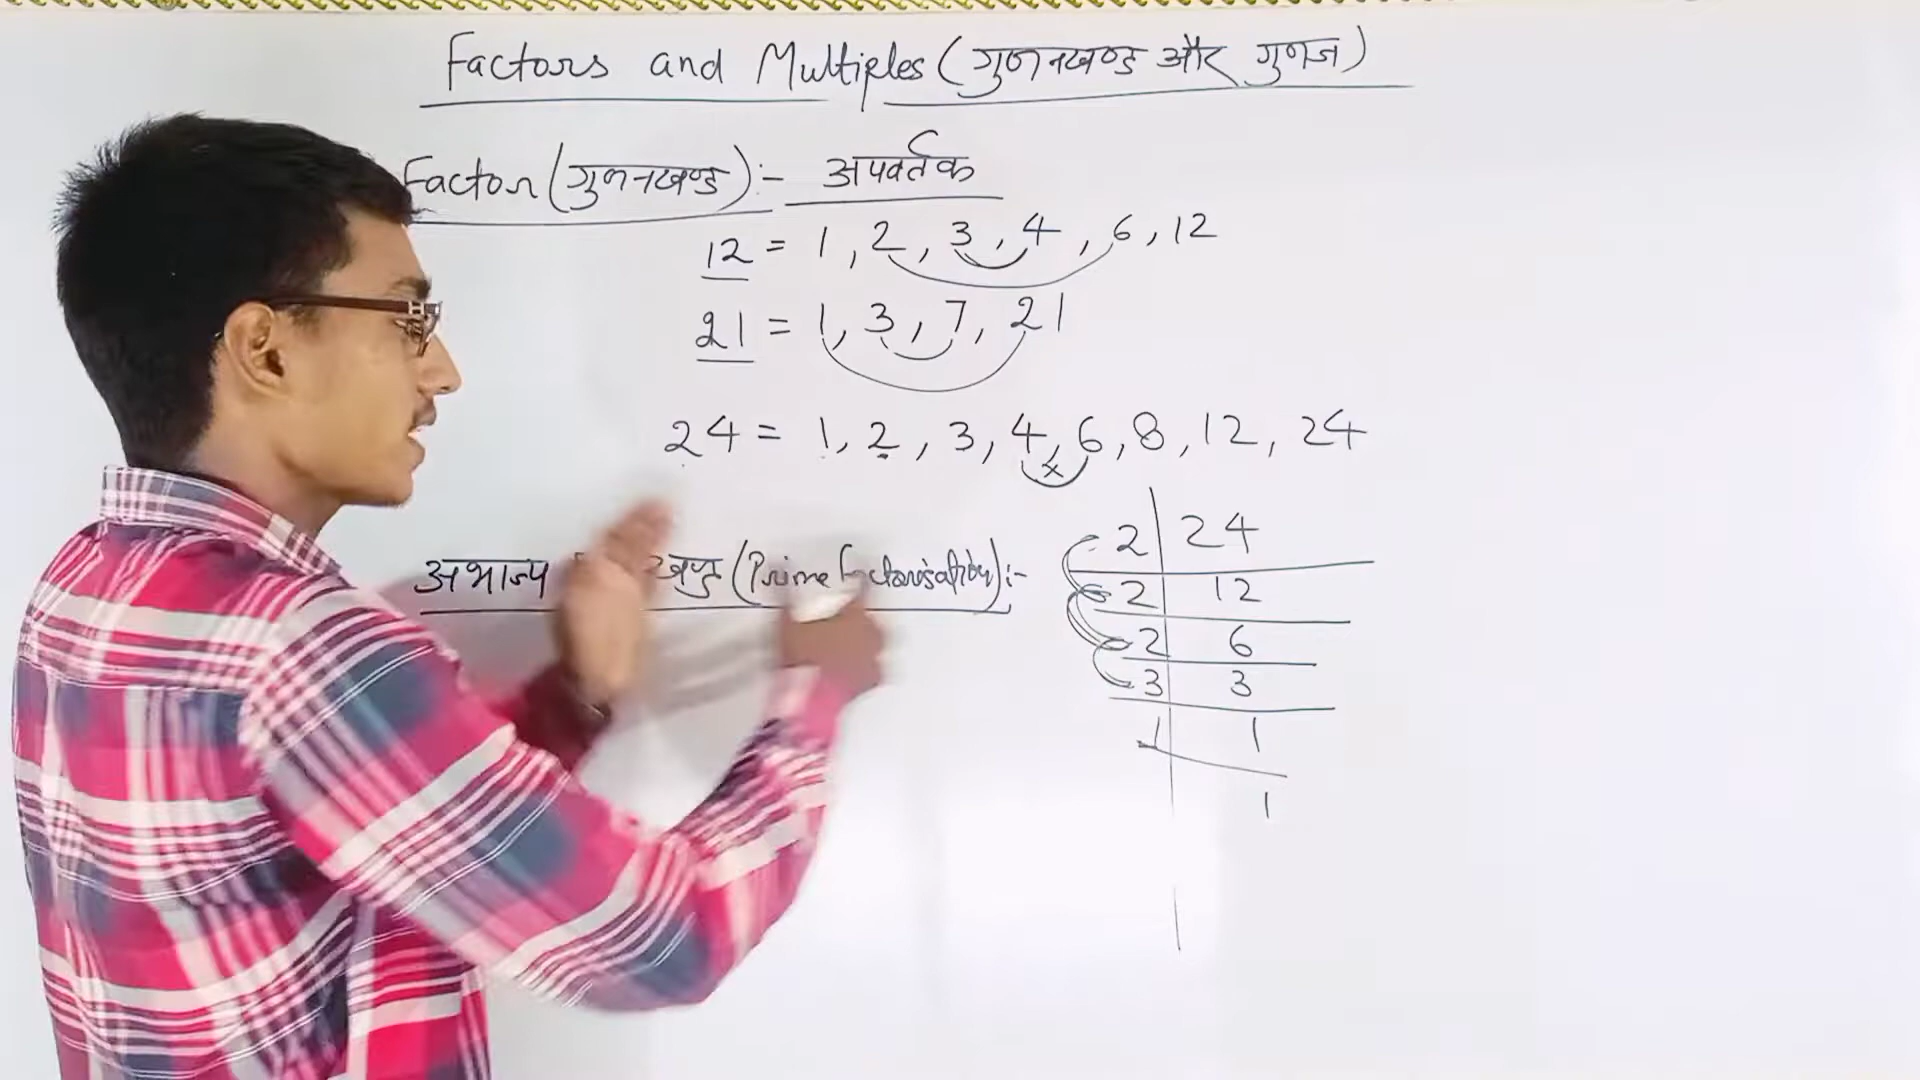 Factors and Multiples (गुणनखण्ड और गुणज)
Factor (गुणनखण्ड) :- अपवर्तक
12 = 1, 2, 3, 4, 6, 12
21 = 1, 3, 7, 21
24 = 1, 2, 3, 4, 6, 8, 12, 24
×
अभाज्य (Prime factorisation) :-
2 24
2 12
2 6
3 3
1 1
1